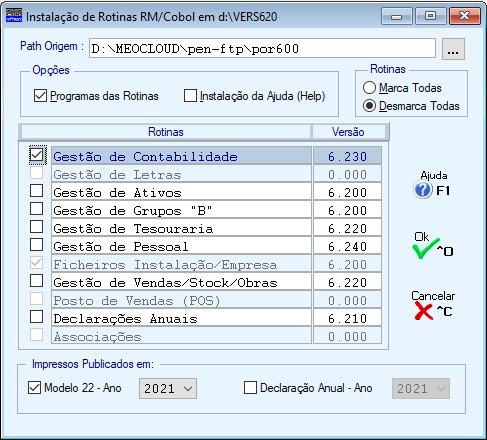 Instalação de Rotinas RM/Cobol em d:\VERS620
Path Origem : D:\MEOCLOUD\pen-ftp\por600 ...
Opções
Programas das Rotinas Instalação da Ajuda (Help)
Rotinas
Marca Todas
Desmarca Todas
Rotinas Versão
Gestão de Contabilidade 6.230
Gestão de Letras 0.000
Gestão de Ativos 6.200
Gestão de Grupos "B" 6.200
Gestão de Tesouraria 6.220
Gestão de Pessoal 6.240
Ficheiros Instalação/Empresa 6.200
Gestão de Vendas/Stock/Obras 6.220
Posto de Vendas (POS) 0.000
Declarações Anuais 6.210
Associações 0.000
Ajuda
F1
Ok
^O
Cancelar
^C
Impressos Publicados em:
Modelo 22 - Ano 2021 Declaração Anual - Ano 2021